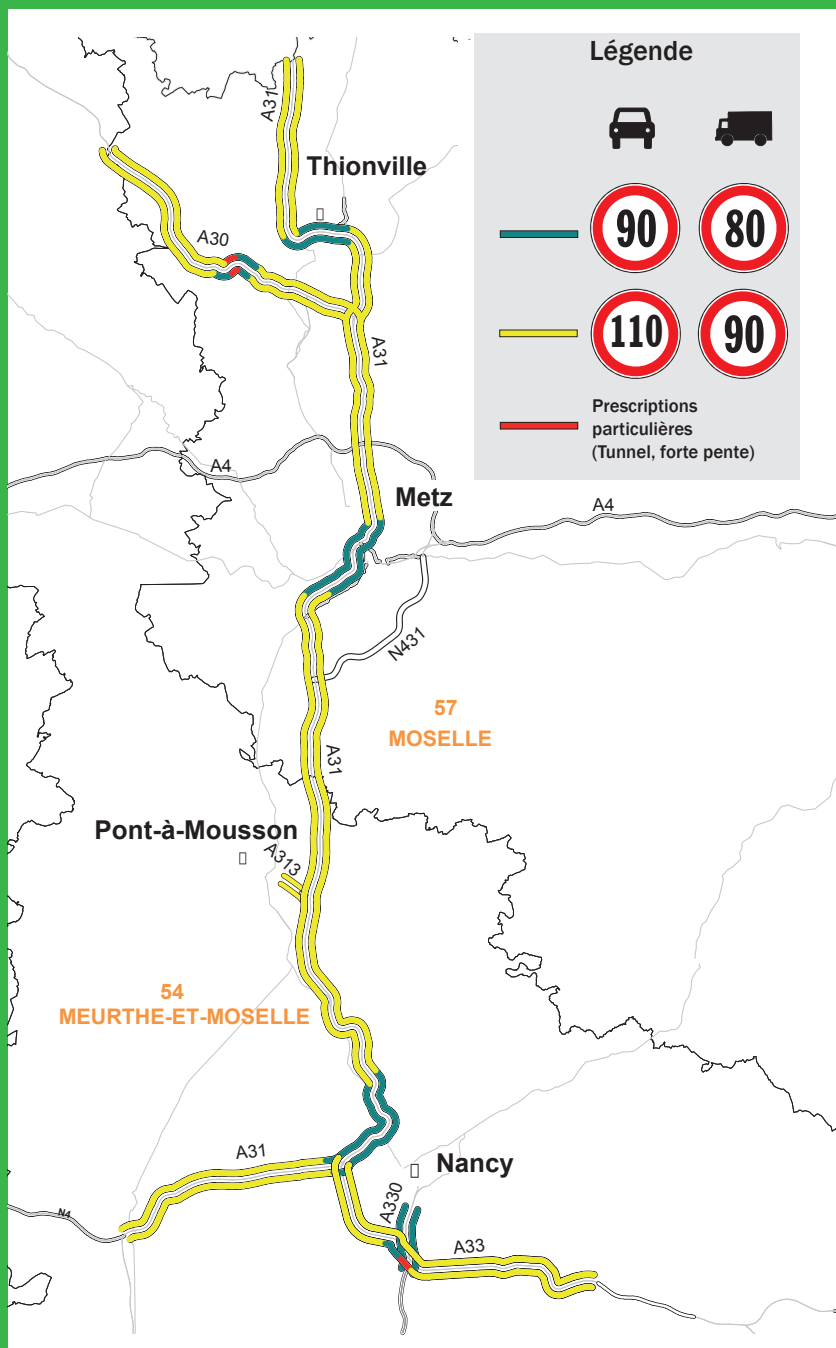 Légende
90 80
110 90
Prescriptions
particulières
(Tunnel, forte pente)
A31
Thionville
A30
A31
A4
Metz
A4
N431
57
MOSELLE
A31
Pont-à-Mousson
A313
54
MEURTHE-ET-MOSELLE
A31
Nancy
A330
N4
A33